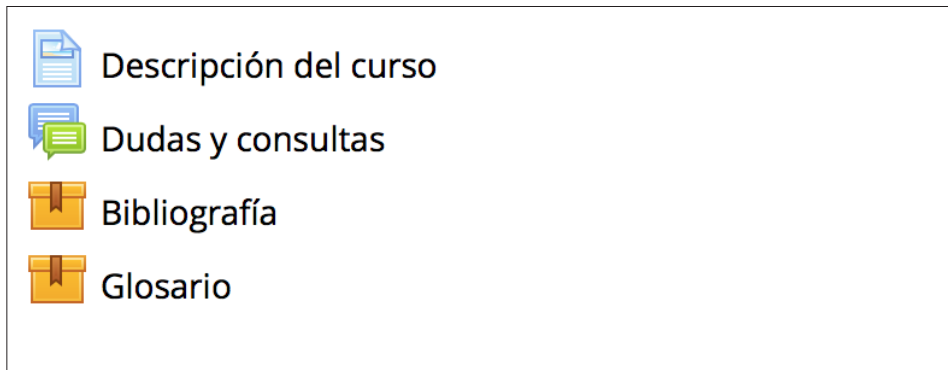 Descripción del curso
Dudas y consultas
Bibliografía
Glosario